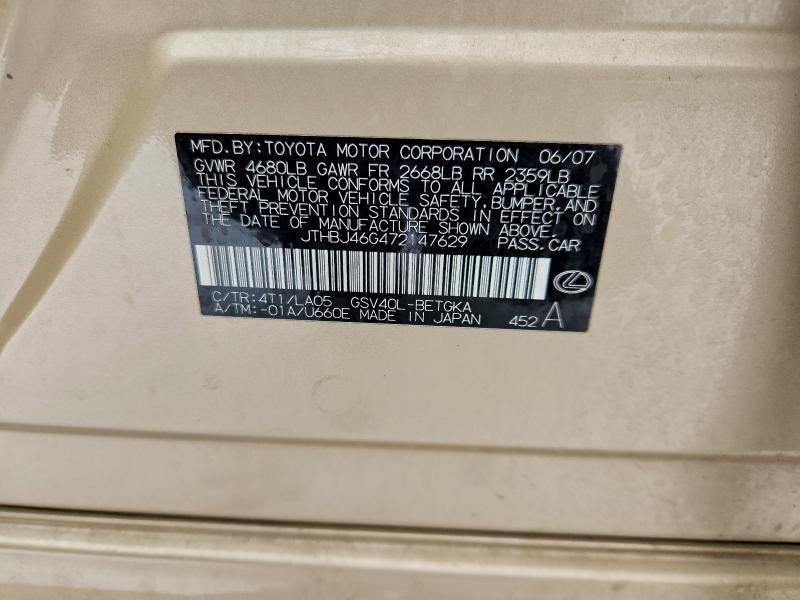 MFD.BY:TOYOTA MOTOR CORPORATION 06/07
GVWR 4680LB GAWR FR 2668LB RR 2359LB
THIS VEHICLE CONFORMS TO ALL APPLICABLE
FEDERAL MOTOR VEHICLE SAFETY,BUMPER,AND
THEFT PREVENTION STANDARDS IN EFFECT ON
THE DATE OF MANUFACTURE SHOWN ABOVE.
JTHBJ46G472147629 PASS.CAR
C/TR:4T1/LA05 GSV40L-BETGKA
A/TM:-01A/U660E MADE IN JAPAN 452 A